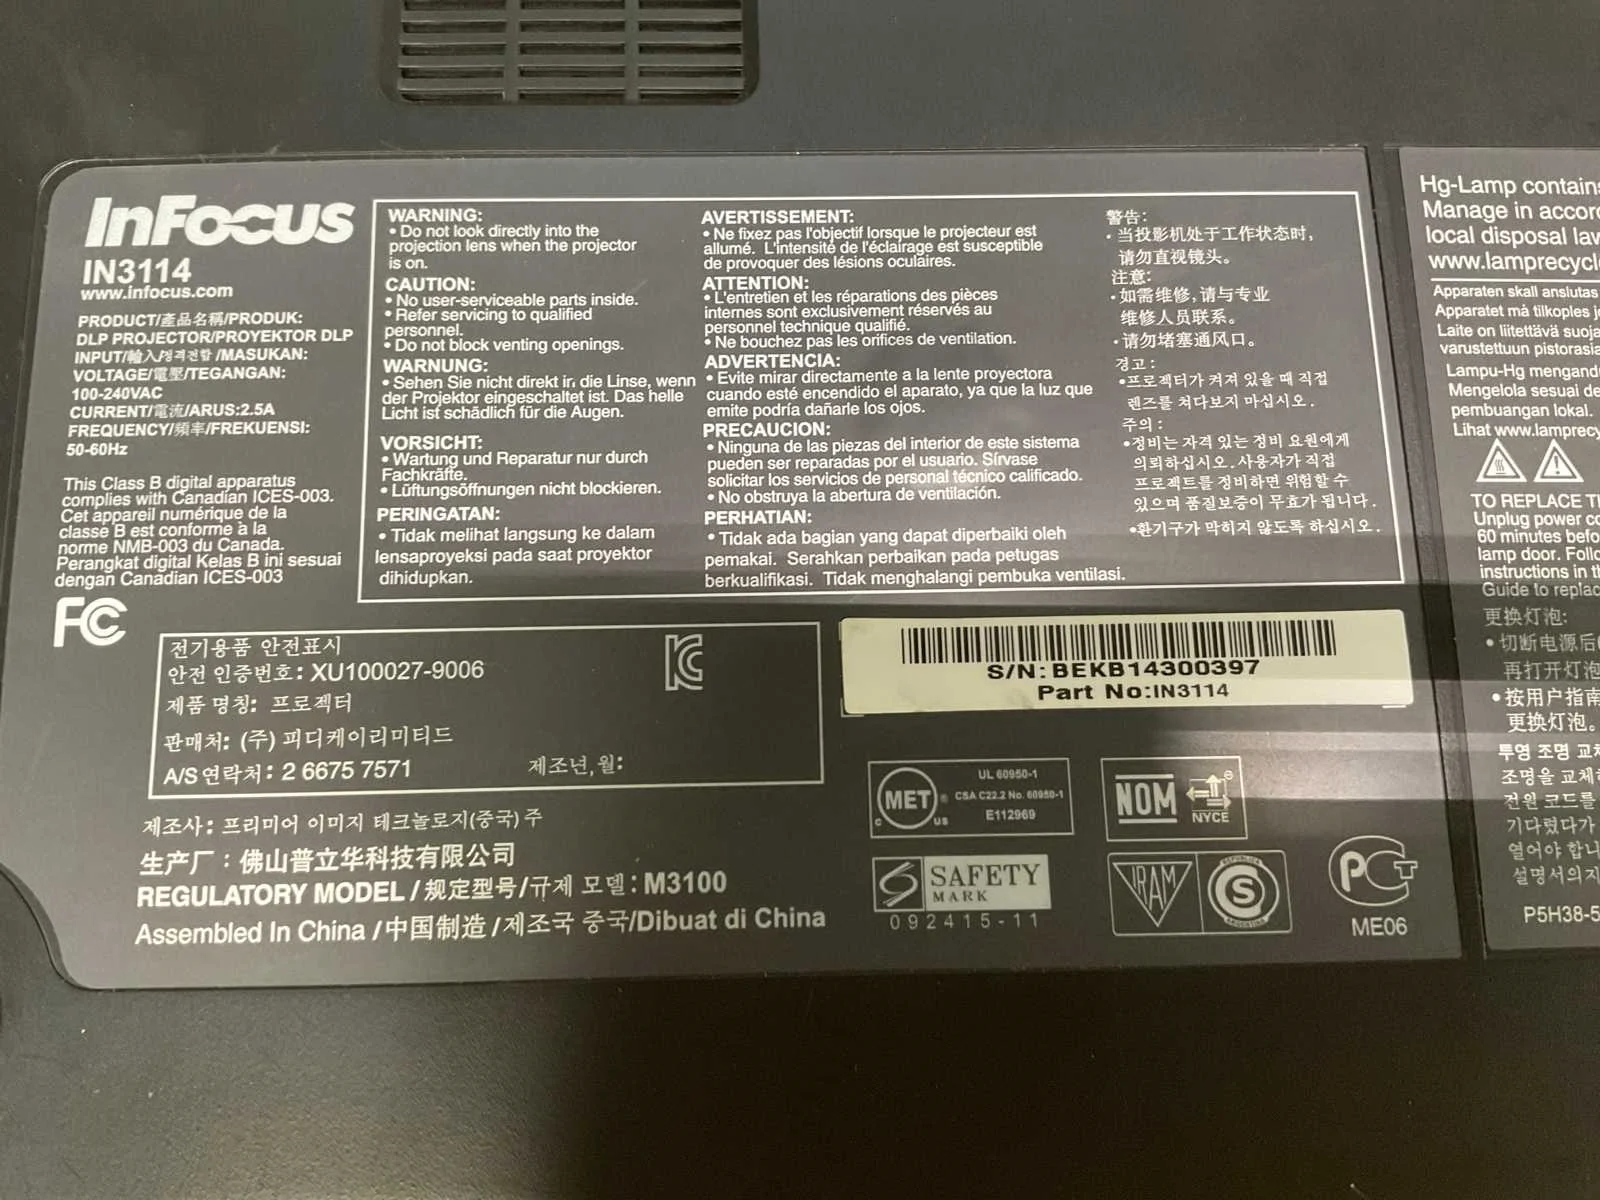 InFocus
IN3114
www.infocus.com
PRODUCT/產品名稱/PRODUK:
DLP PROJECTOR/PROYEKTOR DLP
INPUT/輸入/정격전합 /MASUKAN:
VOLTAGE/電壓/TEGANGAN:
100-240VAC
CURRENT/電流/ARUS:2.5A
FREQUENCY/頻率/FREKUENSI:
50-60Hz
This Class B digital apparatus
complies with Canadian ICES-003.
Cet appareil numérique de la
classe B est conforme à la
norme NMB-003 du Canada.
Perangkat digital Kelas B ini sesuai
dengan Canadian ICES-003
FC
WARNING:
• Do not look directly into the
projection lens when the projector
is on.
CAUTION:
• No user-serviceable parts inside.
• Refer servicing to qualified
personnel.
• Do not block venting openings.
WARNUNG:
• Sehen Sie nicht direkt in die Linse, wenn
der Projektor eingeschaltet ist. Das helle
Licht ist schädlich für die Augen.
VORSICHT:
• Wartung und Reparatur nur durch
Fachkräfte.
• Lüftungsöffnungen nicht blockieren.
PERINGATAN:
• Tidak melihat langsung ke dalam
lensaproyeksi pada saat proyektor
dihidupkan.
AVERTISSEMENT:
• Ne fixez pas l'objectif lorsque le projecteur est
allumé. L'intensité de l'éclairage est susceptible
de provoquer des lésions oculaires.
ATTENTION:
• L'entretien et les réparations des pièces
internes sont exclusivement réservés au
personnel technique qualifié.
• Ne bouchez pas les orifices de ventilation.
ADVERTENCIA:
• Evite mirar directamente a la lente proyectora
cuando esté encendido el aparato, ya que la luz que
emite podría dañarle los ojos.
PRECAUCION:
• Ninguna de las piezas del interior de este sistema
pueden ser reparadas por el usuario. Sírvase
solicitar los servicios de personal técnico calificado.
• No obstruya la abertura de ventilación.
PERHATIAN:
• Tidak ada bagian yang dapat diperbaiki oleh
pemakai. Serahkan perbaikan pada petugas
berkualifikasi. Tidak menghalangi pembuka ventilasi.
警告:
• 当投影机处于工作状态时,
请勿直视镜头。
注意:
• 如需维修,请与专业
维修人员联系。
• 请勿堵塞通风口。
경고:
•프로젝터가 켜져 있을 때 직접
렌즈를 쳐다보지 마십시오.
주의:
•정비는 자격 있는 정비 요원에게
의뢰하십시오. 사용자가 직접
프로젝트를 정비하면 위험할 수
있으며 품질보증이 무효가 됩니다.
•환기구가 막히지 않도록 하십시오.
전기용품 안전표시
안전 인증번호: XU100027-9006
제품 명칭: 프로젝터
판매처: (주) 피디케이리미티드
A/S 연락처: 2 6675 7571
제조년,월:
제조사: 프리미어 이미지 테크놀로지(중국) 주
生产厂：佛山普立华科技有限公司
REGULATORY MODEL /规定型号/규제 모델: M3100
Assembled In China /中国制造 /제조국 중국/Dibuat di China
S/N:BEKB14300397
Part No:IN3114
MET
c us
UL 60950-1
CSA C22.2 No. 60950-1
E112969
NOM
NYCE
SAFETY
MARK
092415-11
IRAM
S
REPUBLICA
ARGENTINA
PCT
ME06
Hg-Lamp contains
Manage in accor
local disposal la
www.lamprecycl
Apparaten skall anslutas
Apparatet må tilkoples j
Laite on liitettävä suoja
varustettuun pistorasia
Lampu-Hg mengand
Mengelola sesuai de
pembuangan lokal.
Lihat www.lamprecy
TO REPLACE T
Unplug power co
60 minutes befo
lamp door. Follo
instructions in t
Guide to replac
更换灯泡:
• 切断电源后
再打开灯泡
• 按用户指南
更换灯泡。
투영 조명 교
조명을 교체
전원 코드를
기다렸다가
열어야 합니
설명서의지
P5H38-5